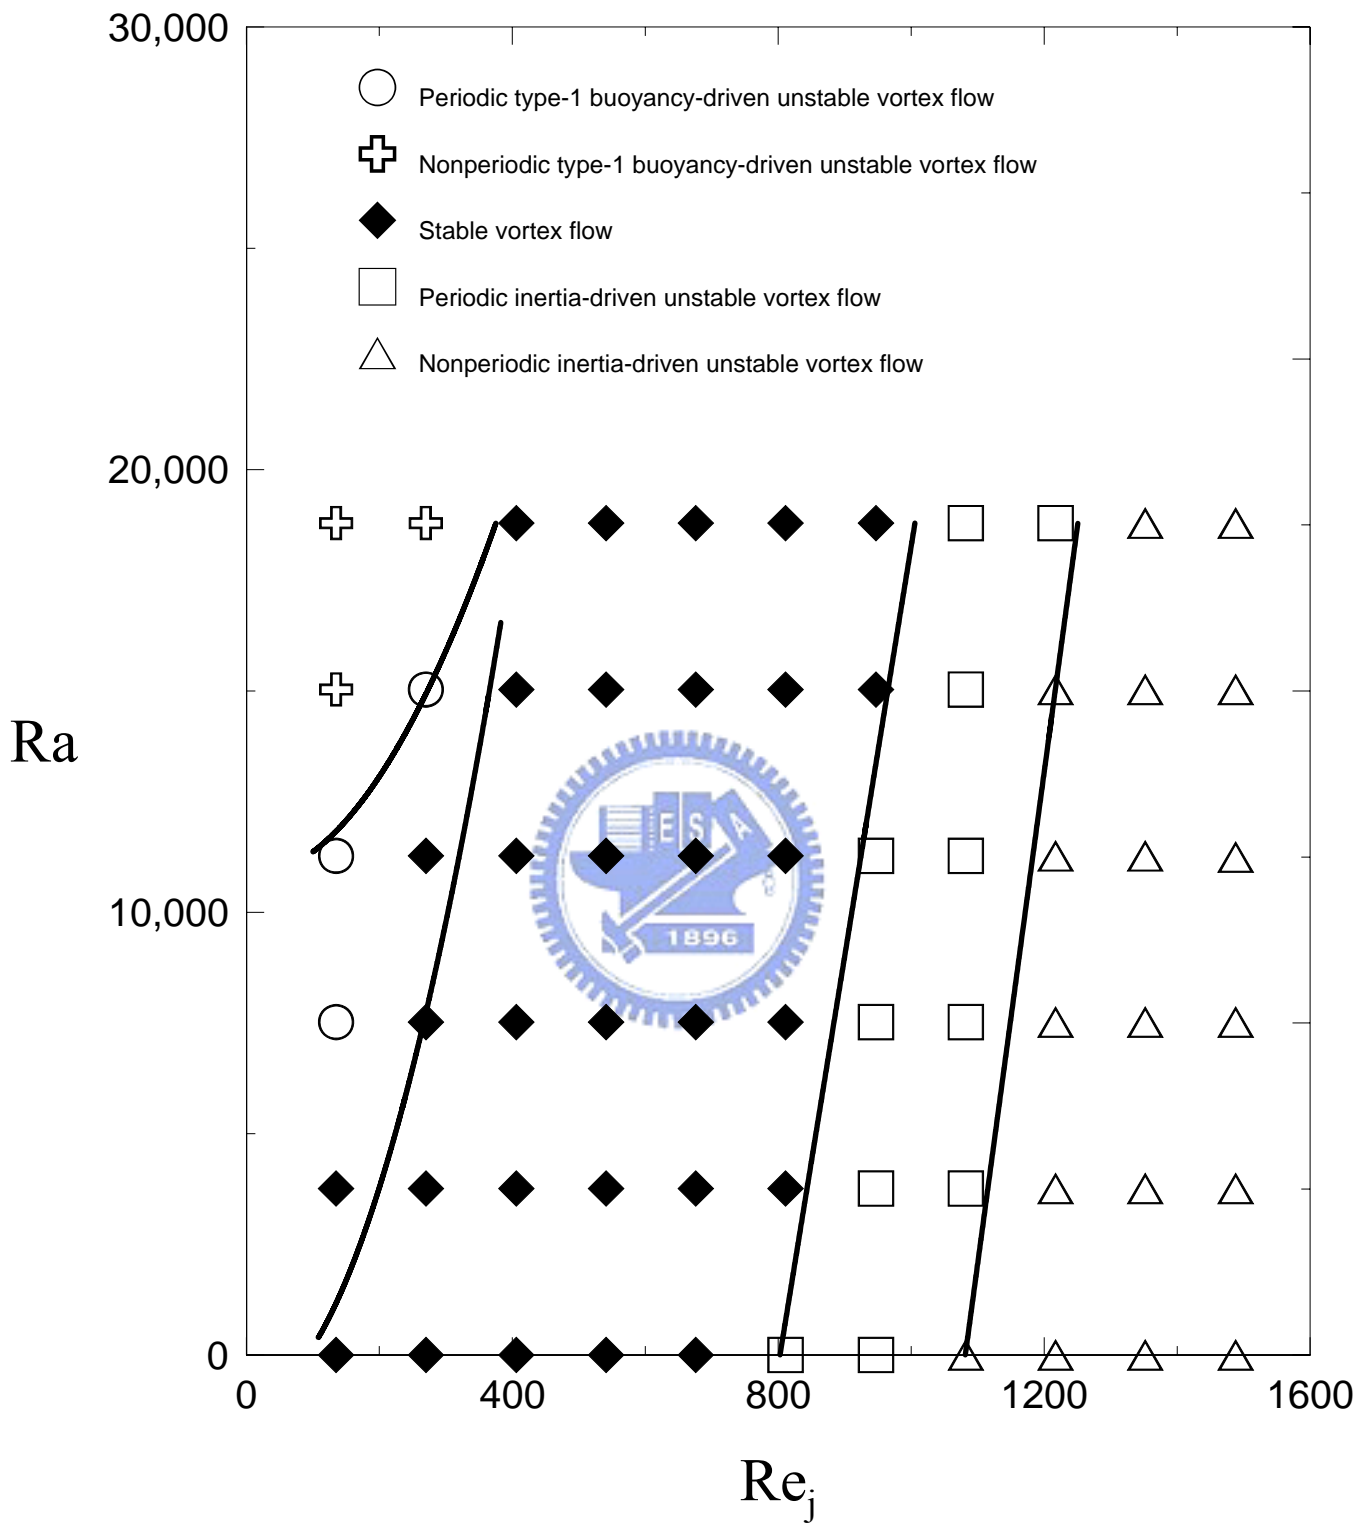 30,000
Periodic type-1 buoyancy-driven unstable vortex flow
Nonperiodic type-1 buoyancy-driven unstable vortex flow
Stable vortex flow
Periodic inertia-driven unstable vortex flow
Nonperiodic inertia-driven unstable vortex flow
20,000
Ra
E S A
10,000
1896
0
0 400 800 1200 1600
Rej